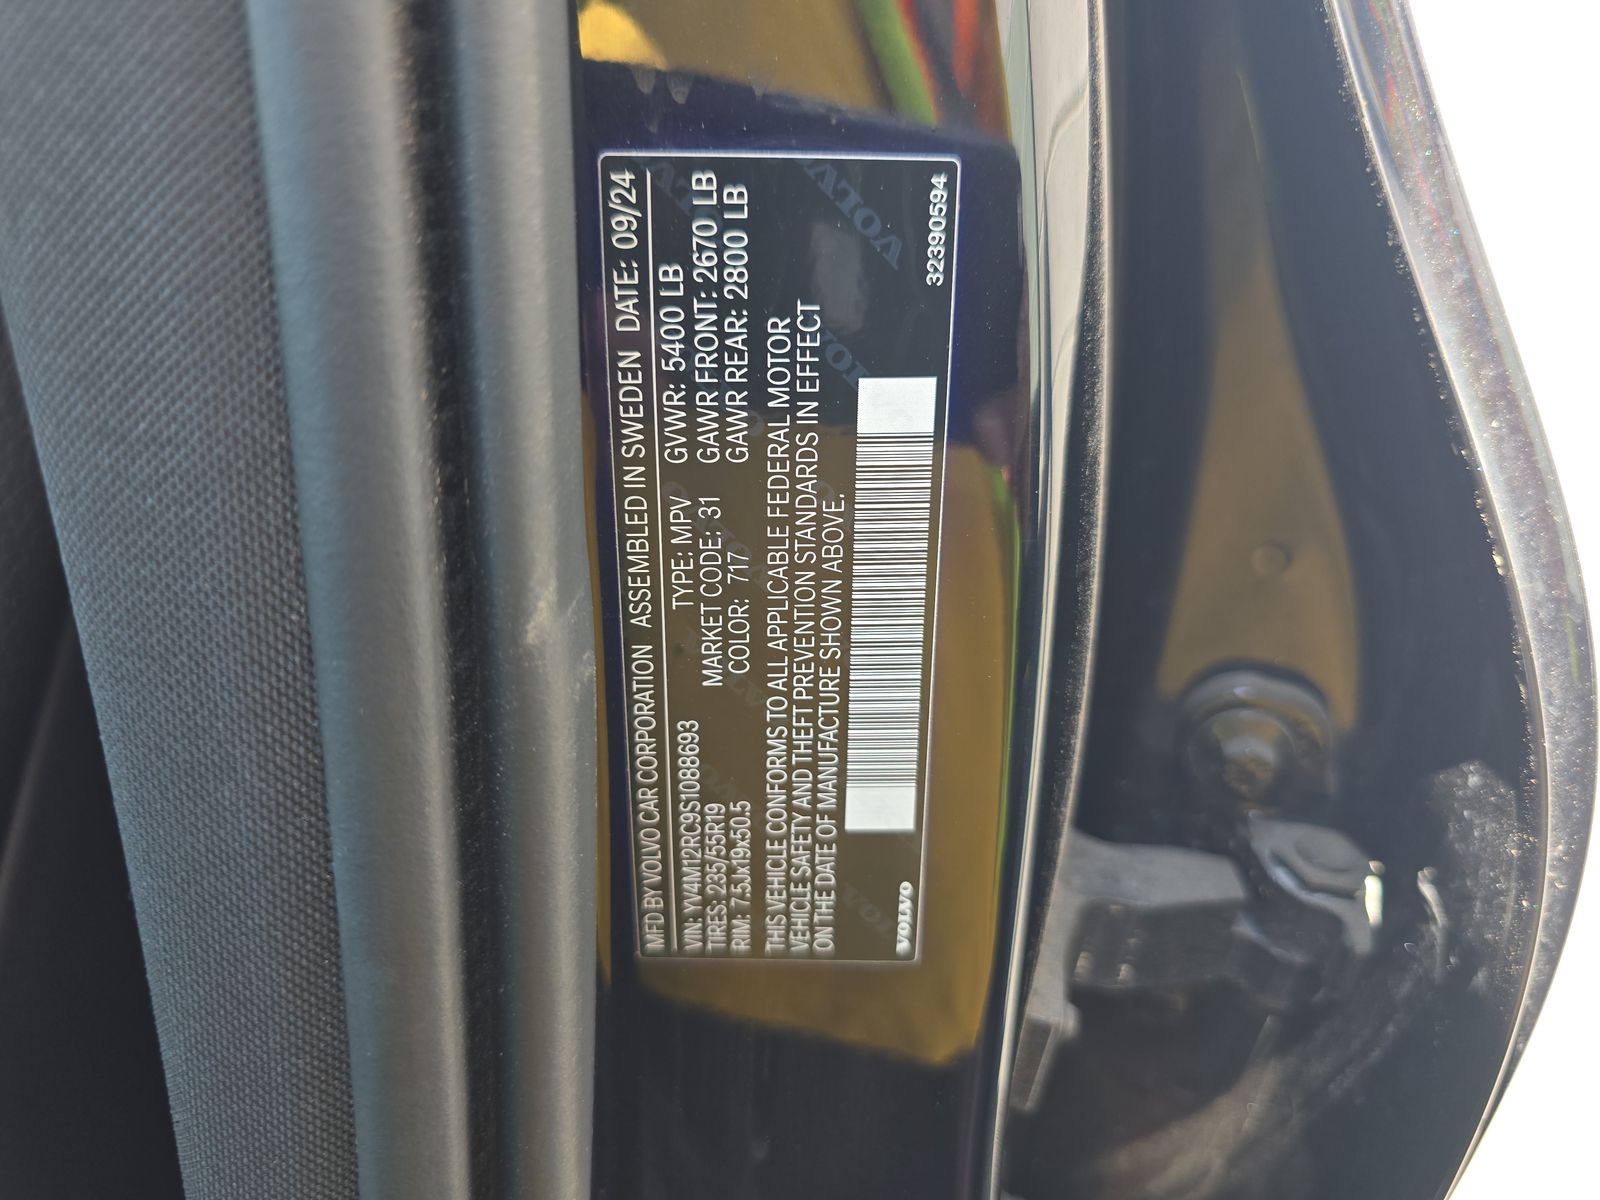 MFD BY VOLVO CAR CORPORATION ASSEMBLED IN SWEDEN DATE: 09/24
VIN: YV4M12RC9S1088693 TYPE: MPV GVWR: 5400 LB
TIRES: 235/55R19 MARKET CODE: 31 GAWR FRONT: 2670 LB
RIM: 7.5Jx19x50.5 COLOR: 717 GAWR REAR: 2800 LB
THIS VEHICLE CONFORMS TO ALL APPLICABLE FEDERAL MOTOR
VEHICLE SAFETY AND THEFT PREVENTION STANDARDS IN EFFECT
ON THE DATE OF MANUFACTURE SHOWN ABOVE.
VOLVO 32390594